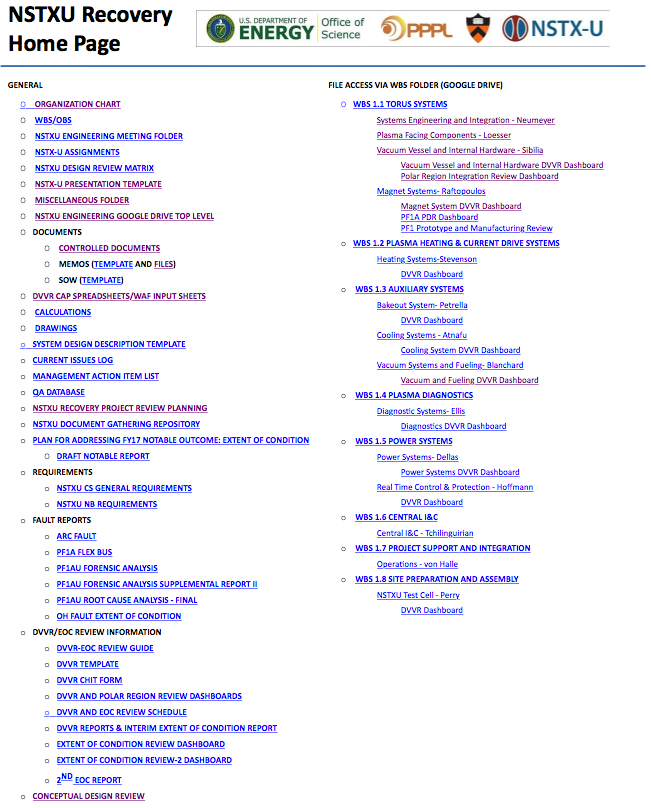 NSTXU Recovery
Home Page
U.S. DEPARTMENT OF
ENERGY
Office of
Science
PPPL
NSTX-U
GENERAL
ORGANIZATION CHART
WBS/OBS
NSTXU ENGINEERING MEETING FOLDER
NSTX-U ASSIGNMENTS
NSTXU DESIGN REVIEW MATRIX
NSTX-U PRESENTATION TEMPLATE
MISCELLANEOUS FOLDER
NSTXU ENGINEERING GOOGLE DRIVE TOP LEVEL
DOCUMENTS
CONTROLLED DOCUMENTS
MEMOS (TEMPLATE AND FILES)
SOW (TEMPLATE)
DVVR CAP SPREADSHEETS/WAF INPUT SHEETS
CALCULATIONS
DRAWINGS
SYSTEM DESIGN DESCRIPTION TEMPLATE
CURRENT ISSUES LOG
MANAGEMENT ACTION ITEM LIST
QA DATABASE
NSTXU RECOVERY PROJECT REVIEW PLANNING
NSTXU DOCUMENT GATHERING REPOSITORY
PLAN FOR ADDRESSING FY17 NOTABLE OUTCOME: EXTENT OF CONDITION
DRAFT NOTABLE REPORT
REQUIREMENTS
NSTXU CS GENERAL REQUIREMENTS
NSTXU NB REQUIREMENTS
FAULT REPORTS
ARC FAULT
PF1A FLEX BUS
PF1AU FORENSIC ANALYSIS
PF1AU FORENSIC ANALYSIS SUPPLEMENTAL REPORT II
PF1AU ROOT CAUSE ANALYSIS - FINAL
OH FAULT EXTENT OF CONDITION
DVVR/EOC REVIEW INFORMATION
DVVR-EOC REVIEW GUIDE
DVVR TEMPLATE
DVVR CHIT FORM
DVVR AND POLAR REGION REVIEW DASHBOARDS
DVVR AND EOC REVIEW SCHEDULE
DVVR REPORTS & INTERIM EXTENT OF CONDITION REPORT
EXTENT OF CONDITION REVIEW DASHBOARD
EXTENT OF CONDITION REVIEW-2 DASHBOARD
2ND EOC REPORT
CONCEPTUAL DESIGN REVIEW
FILE ACCESS VIA WBS FOLDER (GOOGLE DRIVE)
WBS 1.1 TORUS SYSTEMS
Systems Engineering and Integration - Neumeyer
Plasma Facing Components - Loesser
Vacuum Vessel and Internal Hardware - Sibilia
Vacuum Vessel and Internal Hardware DVVR Dashboard
Polar Region Integration Review Dashboard
Magnet Systems- Raftopoulos
Magnet System DVVR Dashboard
PF1A PDR Dashboard
PF1 Prototype and Manufacturing Review
WBS 1.2 PLASMA HEATING & CURRENT DRIVE SYSTEMS
Heating Systems-Stevenson
DVVR Dashboard
WBS 1.3 AUXILIARY SYSTEMS
Bakeout System- Petrella
DVVR Dashboard
Cooling Systems - Atnafu
Cooling System DVVR Dashboard
Vacuum Systems and Fueling- Blanchard
Vacuum and Fueling DVVR Dashboard
WBS 1.4 PLASMA DIAGNOSTICS
Diagnostic Systems- Ellis
Diagnostics DVVR Dashboard
WBS 1.5 POWER SYSTEMS
Power Systems- Dellas
Power Systems DVVR Dashboard
Real Time Control & Protection - Hoffmann
DVVR Dashboard
WBS 1.6 CENTRAL I&C
Central I&C - Tchilinguirian
WBS 1.7 PROJECT SUPPORT AND INTEGRATION
Operations - von Halle
WBS 1.8 SITE PREPARATION AND ASSEMBLY
NSTXU Test Cell - Perry
DVVR Dashboard